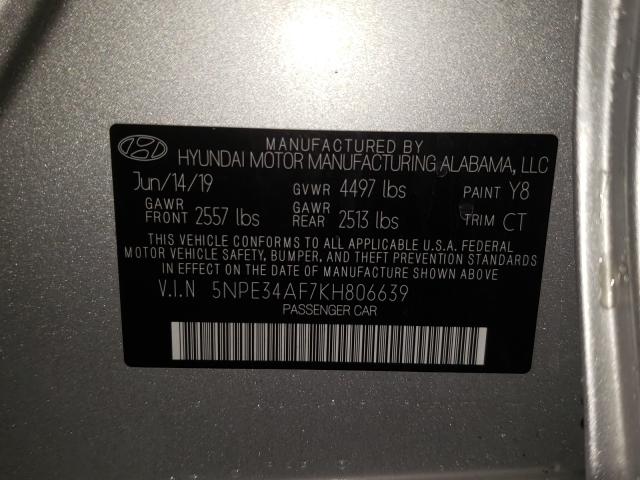 MANUFACTURED BY
HYUNDAI MOTOR MANUFACTURING ALABAMA, LLC
Jun/14/19 GVWR 4497 lbs PAINT Y8
GAWR FRONT 2557 lbs GAWR REAR 2513 lbs TRIM CT
THIS VEHICLE CONFORMS TO ALL APPLICABLE U.S.A. FEDERAL
MOTOR VEHICLE SAFETY, BUMPER, AND THEFT PREVENTION STANDARDS
IN EFFECT ON THE DATE OF MANUFACTURE SHOWN ABOVE
V.I.N 5NPE34AF7KH806639
PASSENGER CAR